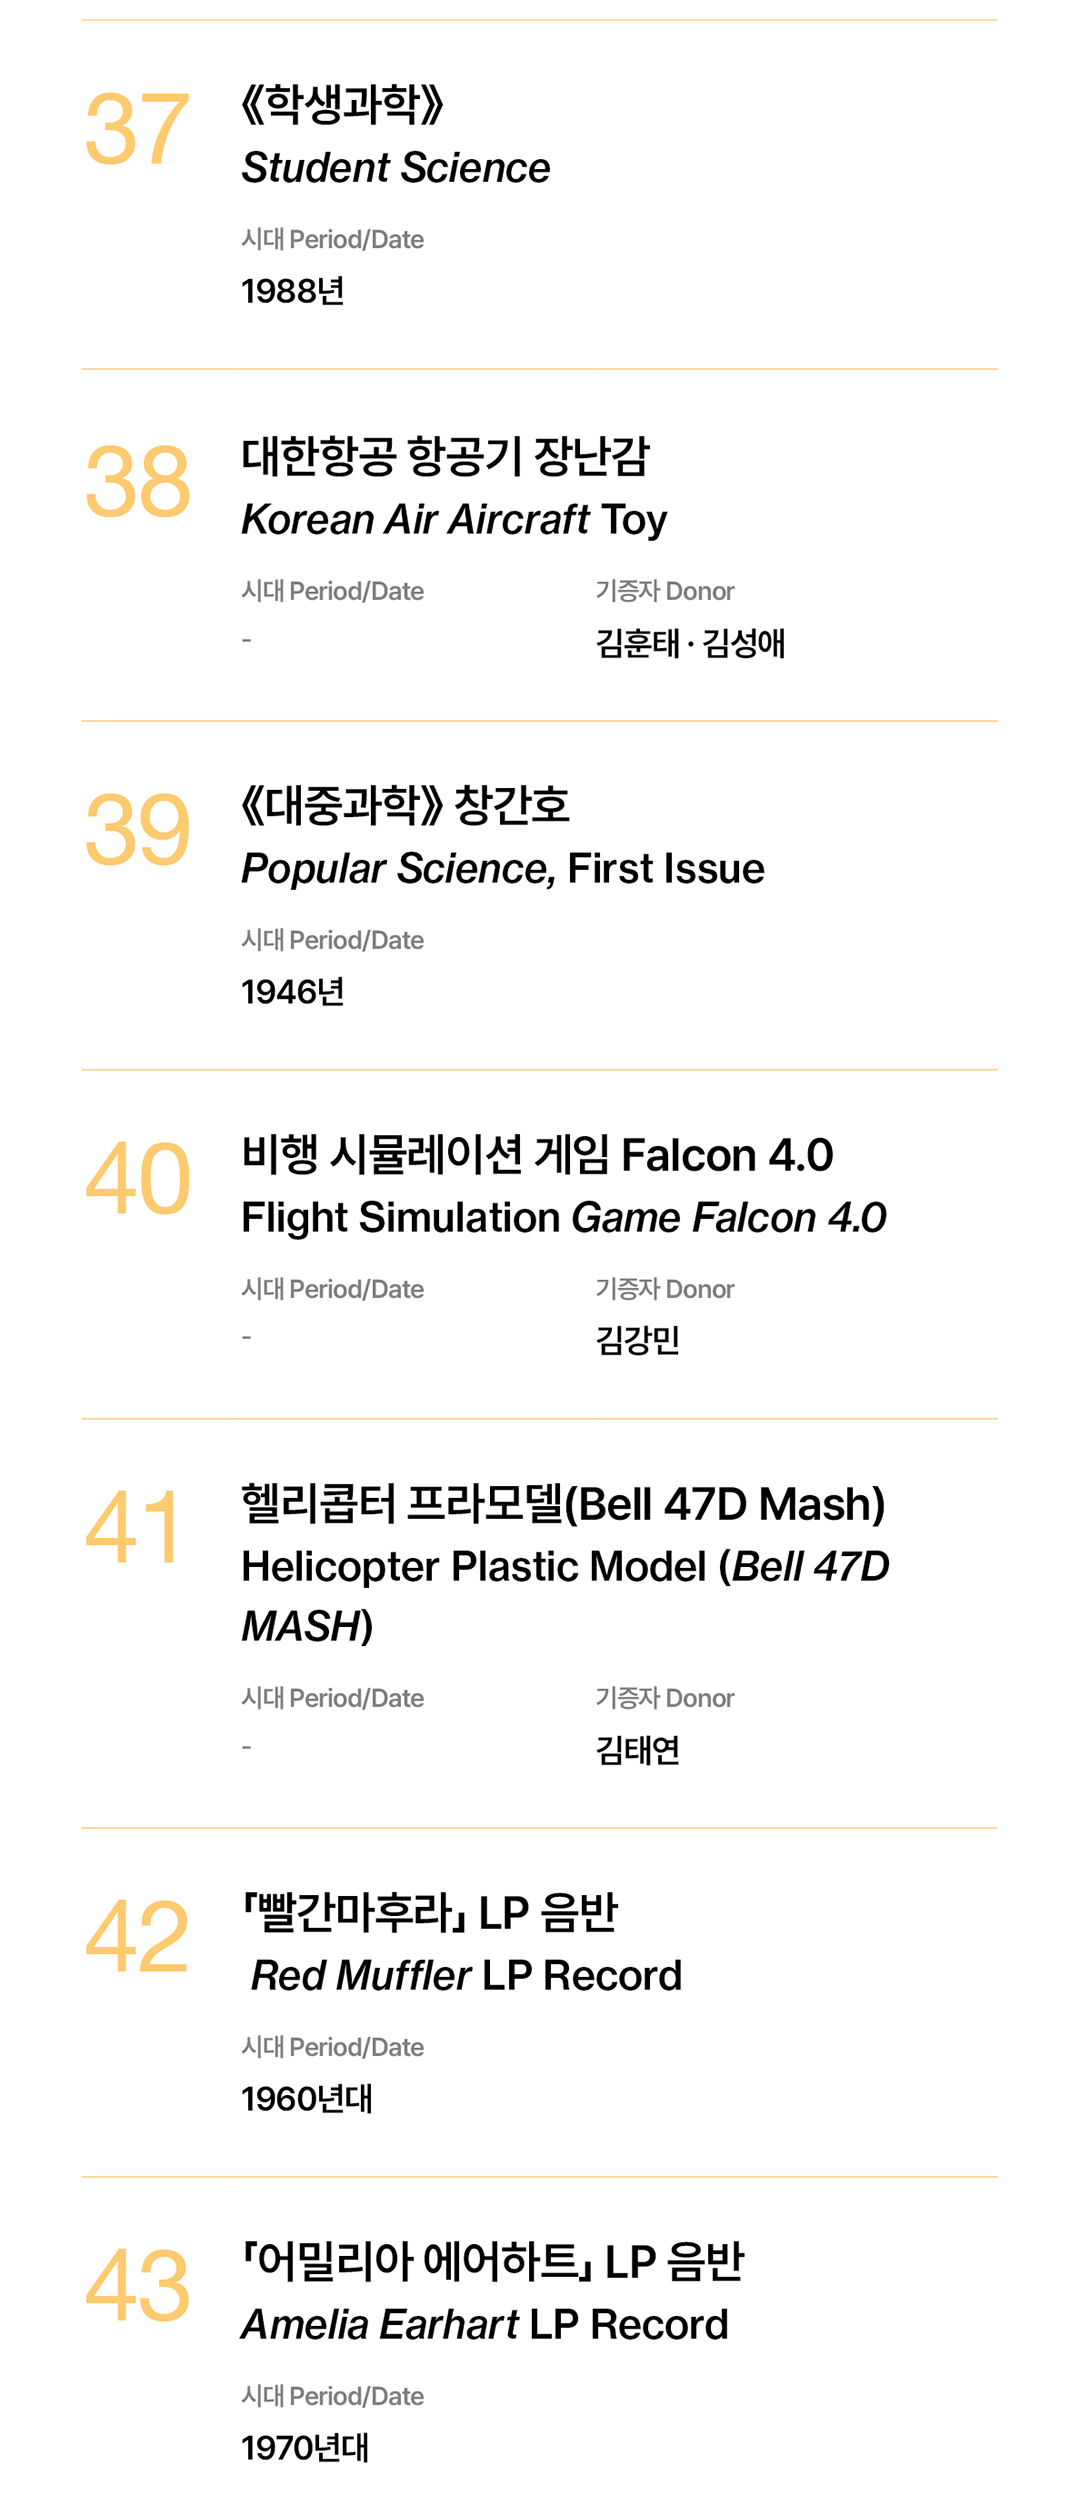 37
《학생과학》
Student Science
시대 Period/Date
1988년
38
대한항공 항공기 장난감
Korean Air Aircraft Toy
시대 Period/Date 기증자 Donor
- 김훈태 · 김성애
39
《대중과학》 창간호
Populr Science, First Issue
시대 Period/Date
1946년
40
비행 시뮬레이션 게임 Falcon 4.0
Flight Simulation Game Falcon 4.0
시대 Period/Date 기증자 Donor
- 김강민
41
헬리콥터 프라모델(Bell 47D Mash)
Helicopter Plastic Model (Bell 47D
MASH)
시대 Period/Date 기증자 Donor
- 김태연
42
「빨간마후라」 LP 음반
Red Muffler LP Record
시대 Period/Date
1960년대
43
「어밀리아 에어하트」 LP 음반
Amelia Earhart LP Record
시대 Period/Date
1970년대